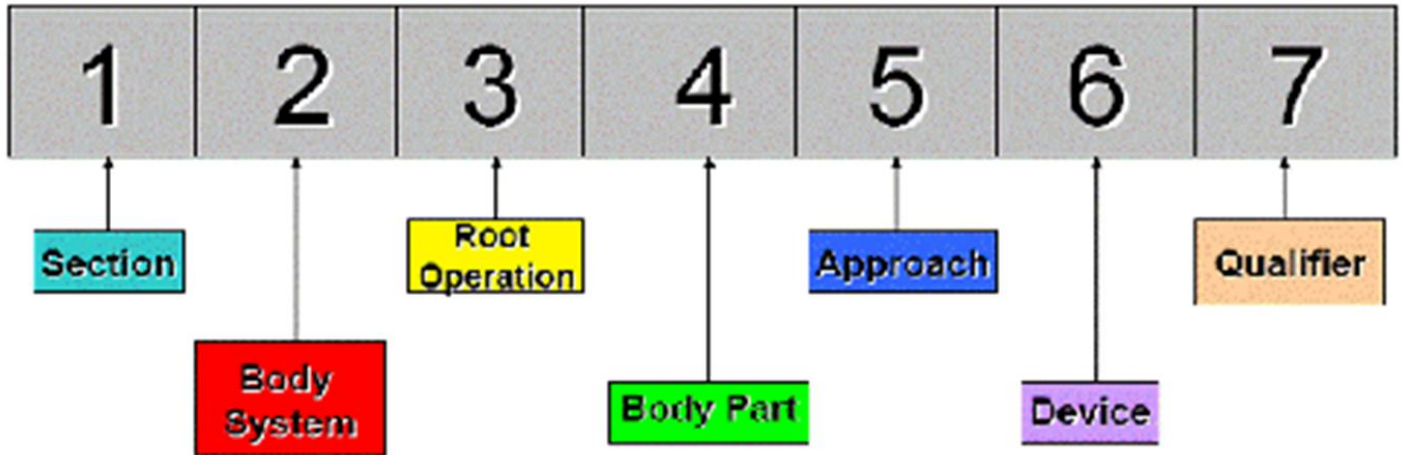 1 2 3 4 5 6 7
Section
Root
Operation
Approach
Qualifier
Body
System
Body Part
Device